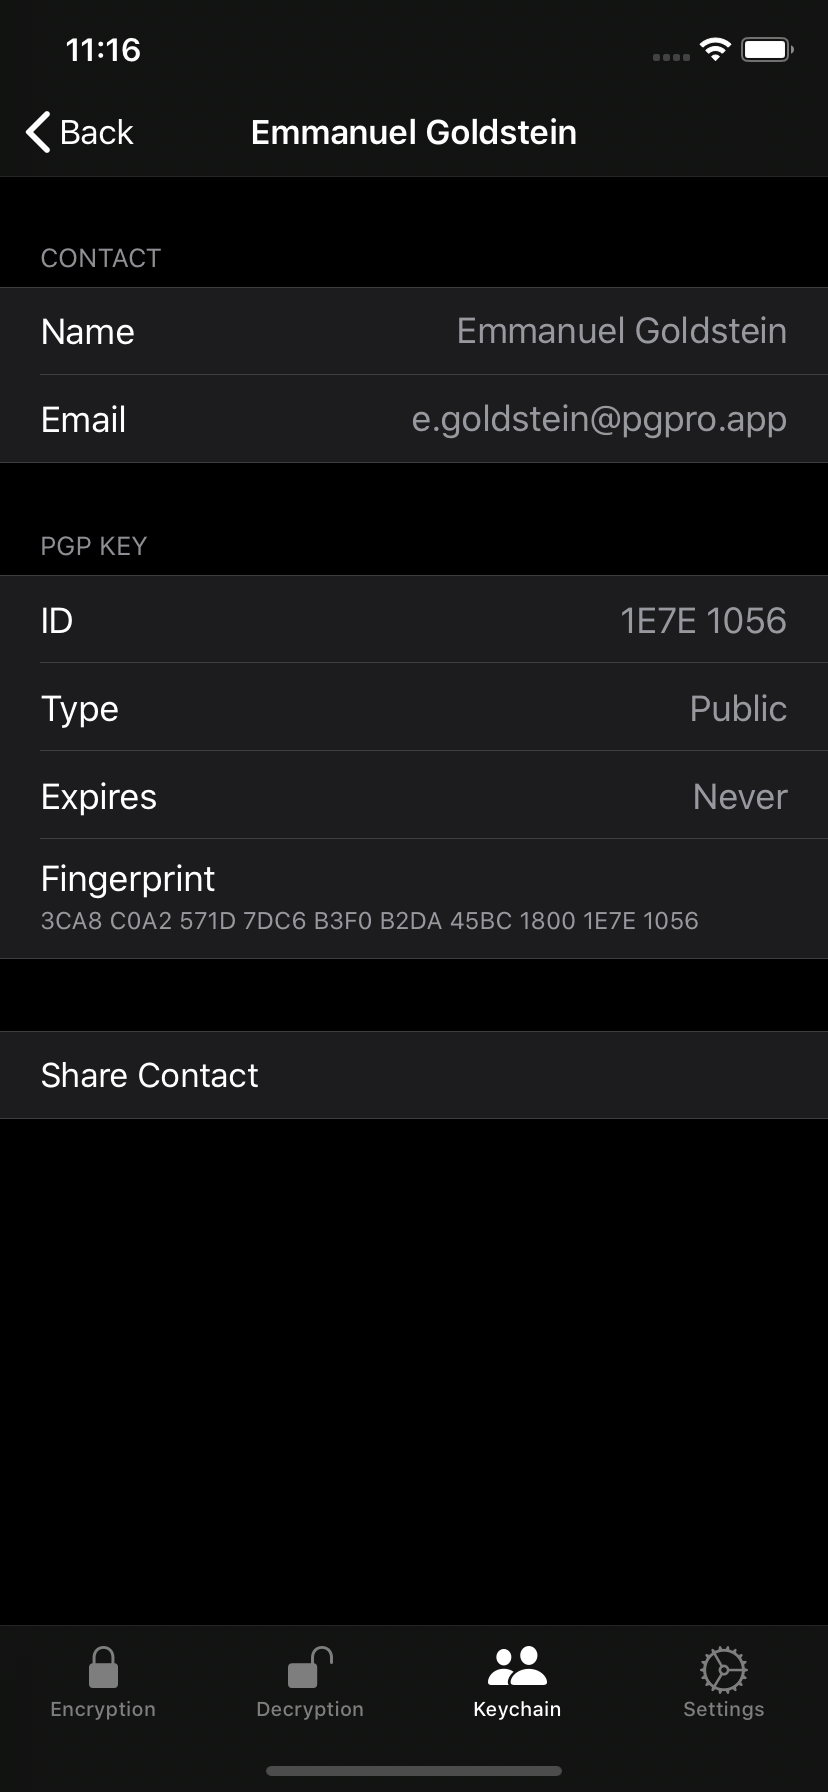 11:16
Back
Emmanuel Goldstein
CONTACT
Name Emmanuel Goldstein
Email e.goldstein@pgpro.app
PGP KEY
ID 1E7E 1056
Type Public
Expires Never
Fingerprint
3CA8 C0A2 571D 7DC6 B3F0 B2DA 45BC 1800 1E7E 1056
Share Contact
Encryption Decryption Keychain Settings